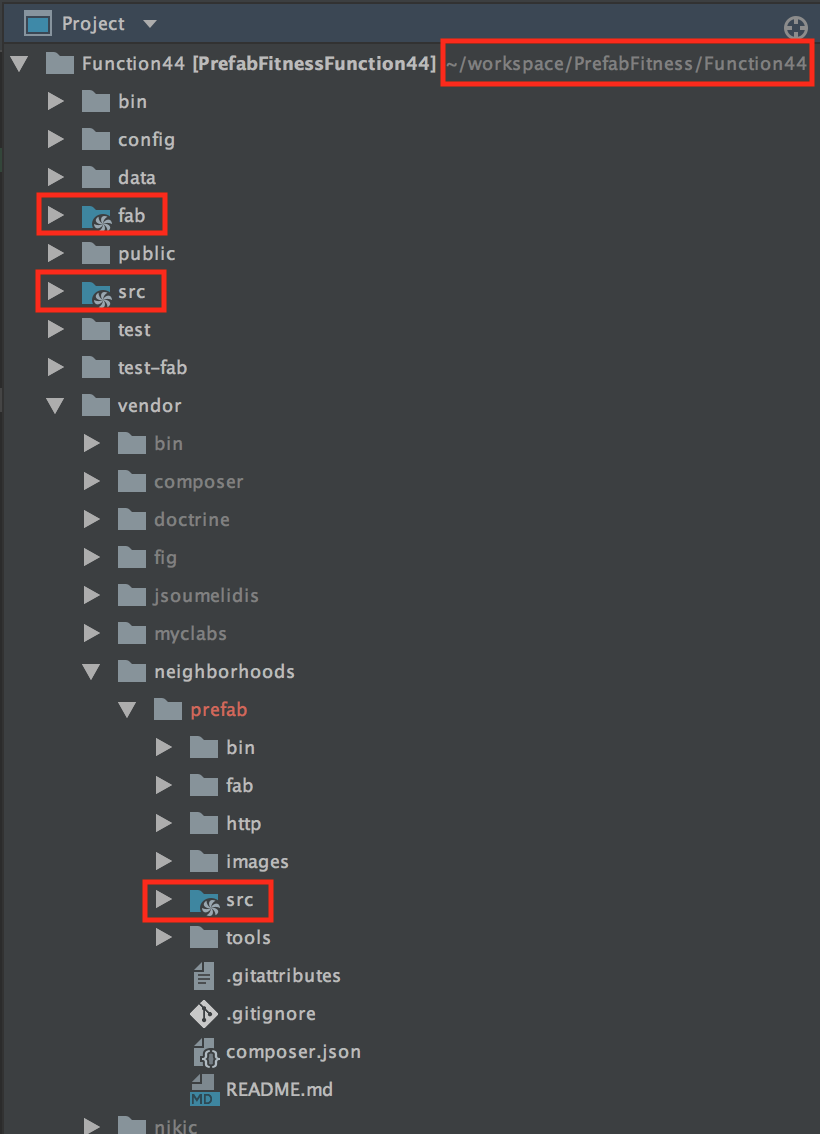 Project
Function44 [PrefabFitnessFunction44] ~/workspace/PrefabFitness/Function44
bin
config
data
fab
public
src
test
test-fab
vendor
bin
composer
doctrine
fig
jsoumelidis
myclabs
neighborhoods
prefab
bin
fab
http
images
src
tools
.gitattributes
.gitignore
composer.json
MD README.md
nikic